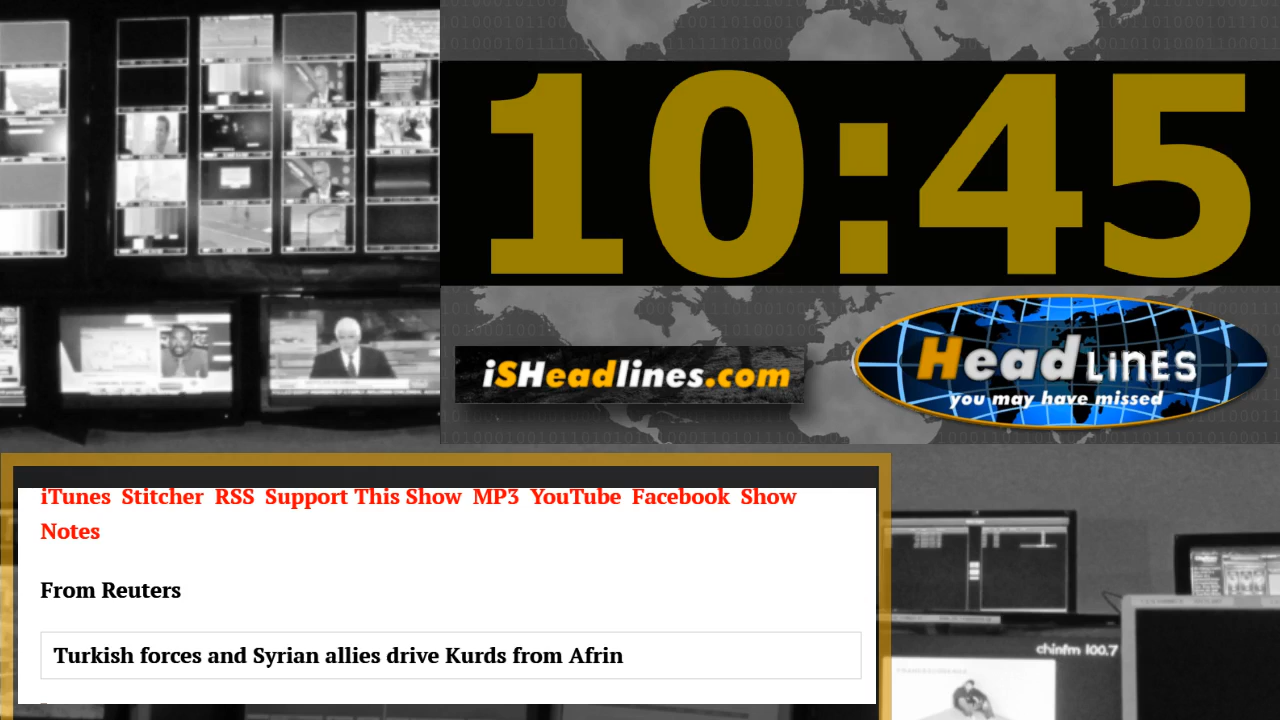 10:45
iSHeadlines.com
HeadLINES
you may have missed
iTunes Stitcher RSS Support This Show MP3 YouTube Facebook Show
Notes
From Reuters
Turkish forces and Syrian allies drive Kurds from Afrin
chinfm 100.7